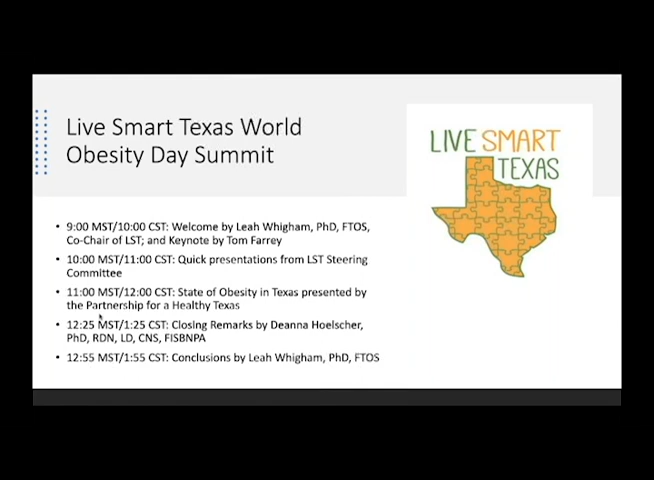 Live Smart Texas World
Obesity Day Summit
LIVE SMART
TEXAS
• 9:00 MST/10:00 CST: Welcome by Leah Whigham, PhD, FTOS,
Co-Chair of LST; and Keynote by Tom Farrey
• 10:00 MST/11:00 CST: Quick presentations from LST Steering
Committee
• 11:00 MST/12:00 CST: State of Obesity in Texas presented by
the Partnership for a Healthy Texas
• 12:25 MST/1:25 CST: Closing Remarks by Deanna Hoelscher,
PhD, RDN, LD, CNS, FISBNPA
• 12:55 MST/1:55 CST: Conclusions by Leah Whigham, PhD, FTOS